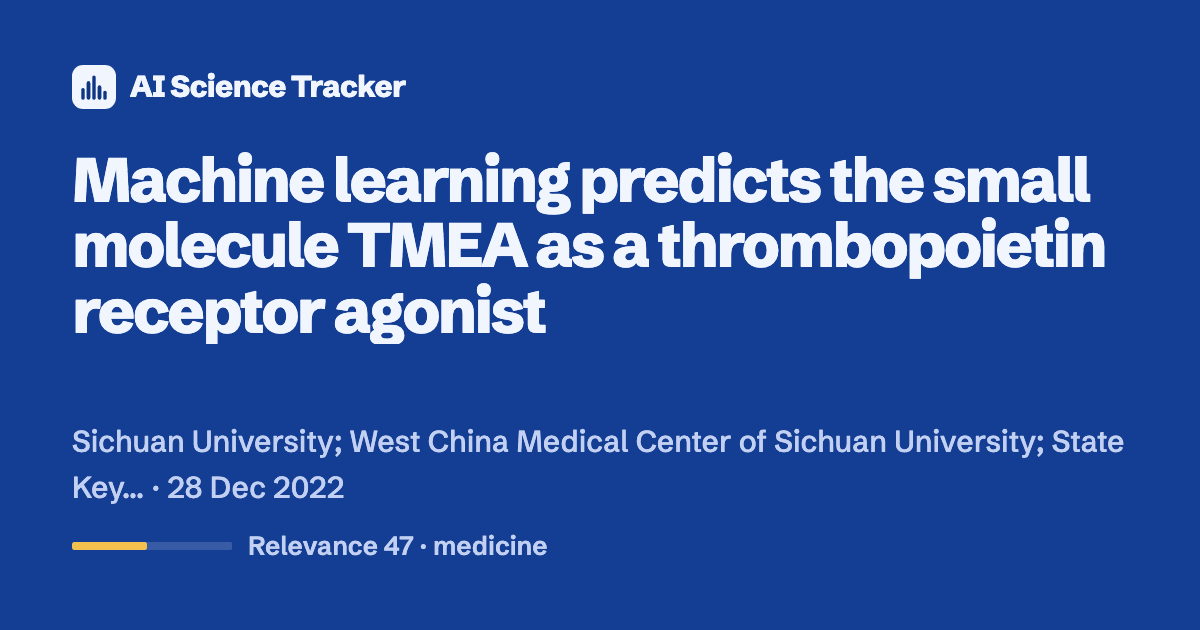 AI Science Tracker
Machine learning predicts the small
molecule TMEA as a thrombopoietin
receptor agonist
Sichuan University; West China Medical Center of Sichuan University; State
Key... · 28 Dec 2022
Relevance 47 · medicine